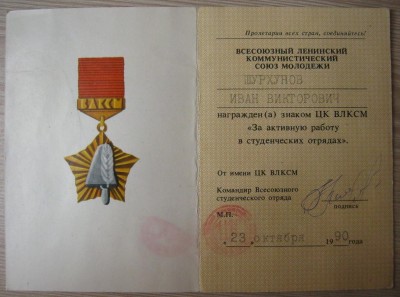 ВЛКСМ
Пролетарии всех стран, соединяйтесь!
ВСЕСОЮЗНЫЙ ЛЕНИНСКИЙ
КОММУНИСТИЧЕСКИЙ
СОЮЗ МОЛОДЕЖИ
ШУРХУНОВ
ИВАН ВИКТОРОВИЧ
награжден(а) знаком ЦК ВЛКСМ
«За активную работу
в студенческих отрядах».
От имени ЦК ВЛКСМ
Командир Всесоюзного
студенческого отряда
подпись
М.П.
23 октября 1990 года